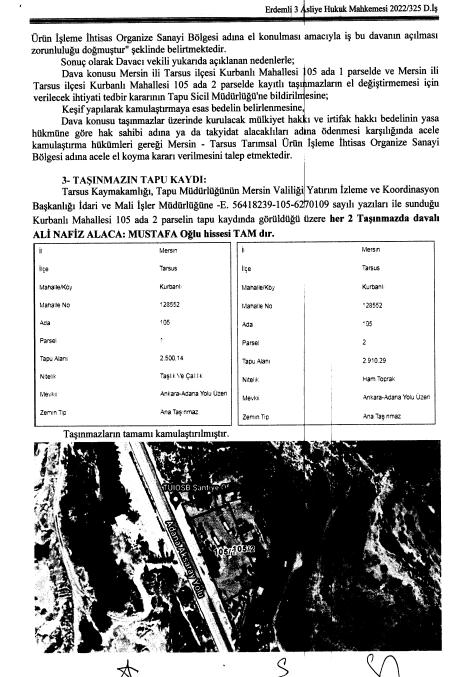 Erdemli 3 Asliye Hukuk Mahkemesi 2022/325 D.İş
Ürün İşleme İhtisas Organize Sanayi Bölgesi adına el konulması amacıyla iş bu davanın açılması
zorunluluğu doğmuştur" şeklinde belirtmektedir.
Sonuç olarak Davacı vekili yukarıda açıklanan nedenlerle;
Dava konusu Mersin ili Tarsus ilçesi Kurbanlı Mahallesi 105 ada 1 parselde ve Mersin ili
Tarsus ilçesi Kurbanlı Mahallesi 105 ada 2 parselde kayıtlı taşınmazların el değiştirmemesi için
verilecek ihtiyati tedbir kararının Tapu Sicil Müdürlüğü'ne bildirilmesine;
Keşif yapılarak kamulaştırmaya esas bedelin belirlenmesine,
Dava konusu taşınmazlar üzerinde kurulacak mülkiyet hakkı ve irtifak hakkı bedelinin yasa
hükmüne göre hak sahibi adına ya da takyidat alacaklıları adına ödenmesi karşılığında acele
kamulaştırma hükümleri gereği Mersin - Tarsus Tarımsal Ürün İşleme İhtisas Organize Sanayi
Bölgesi adına acele el koyma kararı verilmesini talep etmektedir.
3- TAŞINMAZIN TAPU KAYDI:
Tarsus Kaymakamlığı, Tapu Müdürlüğünün Mersin Valiliği Yatırım İzleme ve Koordinasyon
Başkanlığı İdari ve Mali İşler Müdürlüğüne -E. 56418239-105-6270109 sayılı yazıları ile sunduğu
Kurbanlı Mahallesi 105 ada 2 parselin tapu kaydında görüldüğü üzere her 2 Taşınmazda davalı
ALİ NAFİZ ALACA: MUSTAFA Oğlu hissesi TAM dır.
İl Mersin
İlçe Tarsus
Mahalle/Köy Kurbanlı
Mahalle No 128552
Ada 105
Parsel 1
Tapu Alanı 2.500,14
Nitelik Taşlık Ve Çalılık
Mevkii Ankara-Adana Yolu Üzeri
Zemin Tip Ana Taşınmaz
İl Mersin
İlçe Tarsus
Mahalle/Köy Kurbanlı
Mahalle No 128552
Ada 105
Parsel 2
Tapu Alanı 2.910.29
Nitelik Ham Toprak
Mevkii Ankara-Adana Yolu Üzeri
Zemin Tip Ana Taşınmaz
Taşınmazların tamamı kamulaştırılmıştır.
TÜİOSB Şantiye
Adana Aksaray Yolu
105/ 105/2